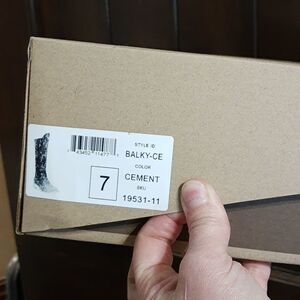 STYLE ID
BALKY-CE
COLOR
7
CEMENT
SKU
19531-11